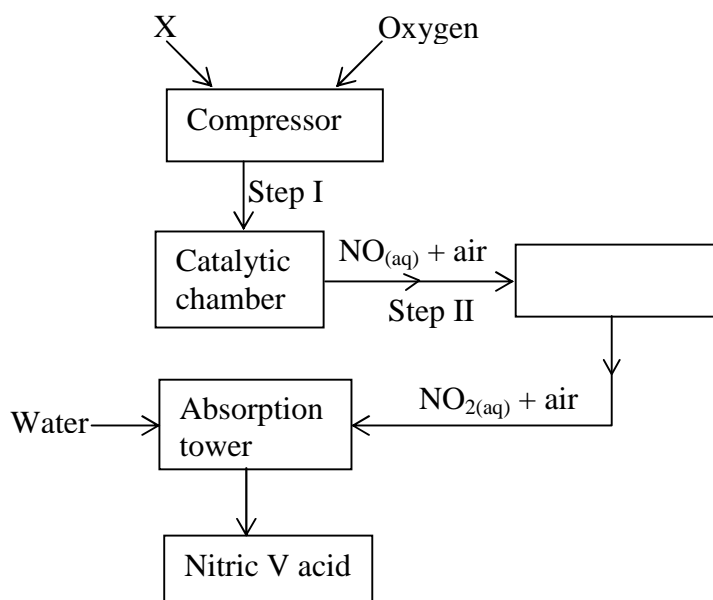 X
Oxygen
Compressor
Step I
Catalytic
chamber
NO(aq) + air
Step II
NO2(aq) + air
Water
Absorption
tower
Nitric V acid